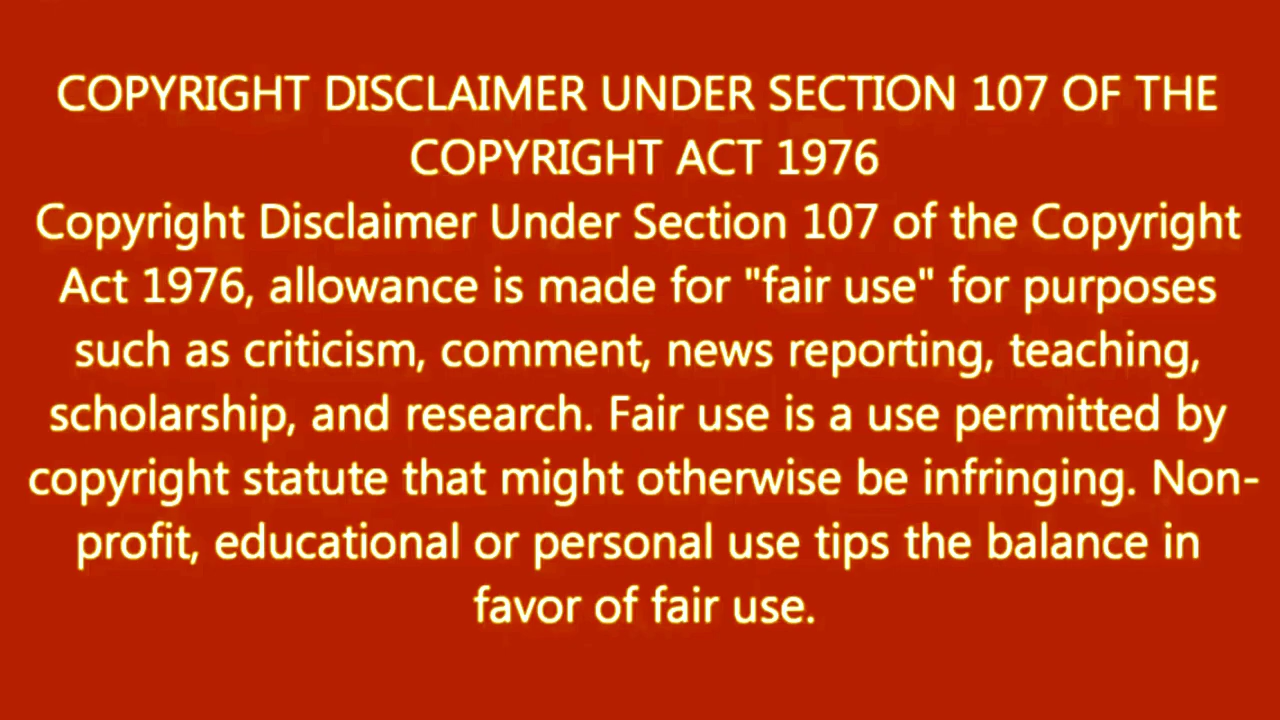 COPYRIGHT DISCLAIMER UNDER SECTION 107 OF THE
COPYRIGHT ACT 1976
Copyright Disclaimer Under Section 107 of the Copyright
Act 1976, allowance is made for "fair use" for purposes
such as criticism, comment, news reporting, teaching,
scholarship, and research. Fair use is a use permitted by
copyright statute that might otherwise be infringing. Non-
profit, educational or personal use tips the balance in
favor of fair use.